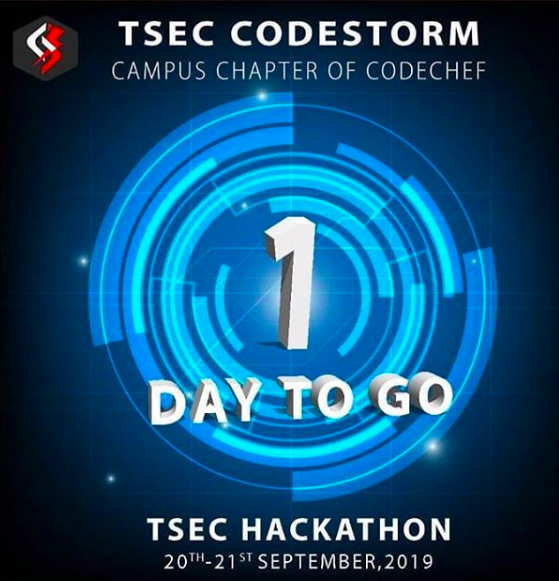 TSEC CODESTORM
CAMPUS CHAPTER OF CODECHEF
1
DAY TO GO
TSEC HACKATHON
20TH-21ST SEPTEMBER,2019